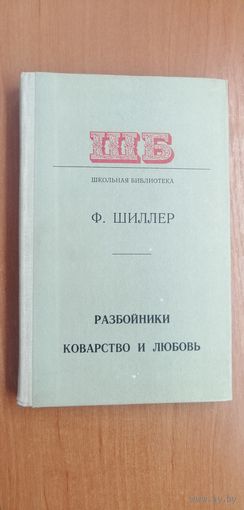 ШБ
ШКОЛЬНАЯ БИБЛИОТЕКА
Ф. ШИЛЛЕР
РАЗБОЙНИКИ
КОВАРСТВО И ЛЮБОВЬ